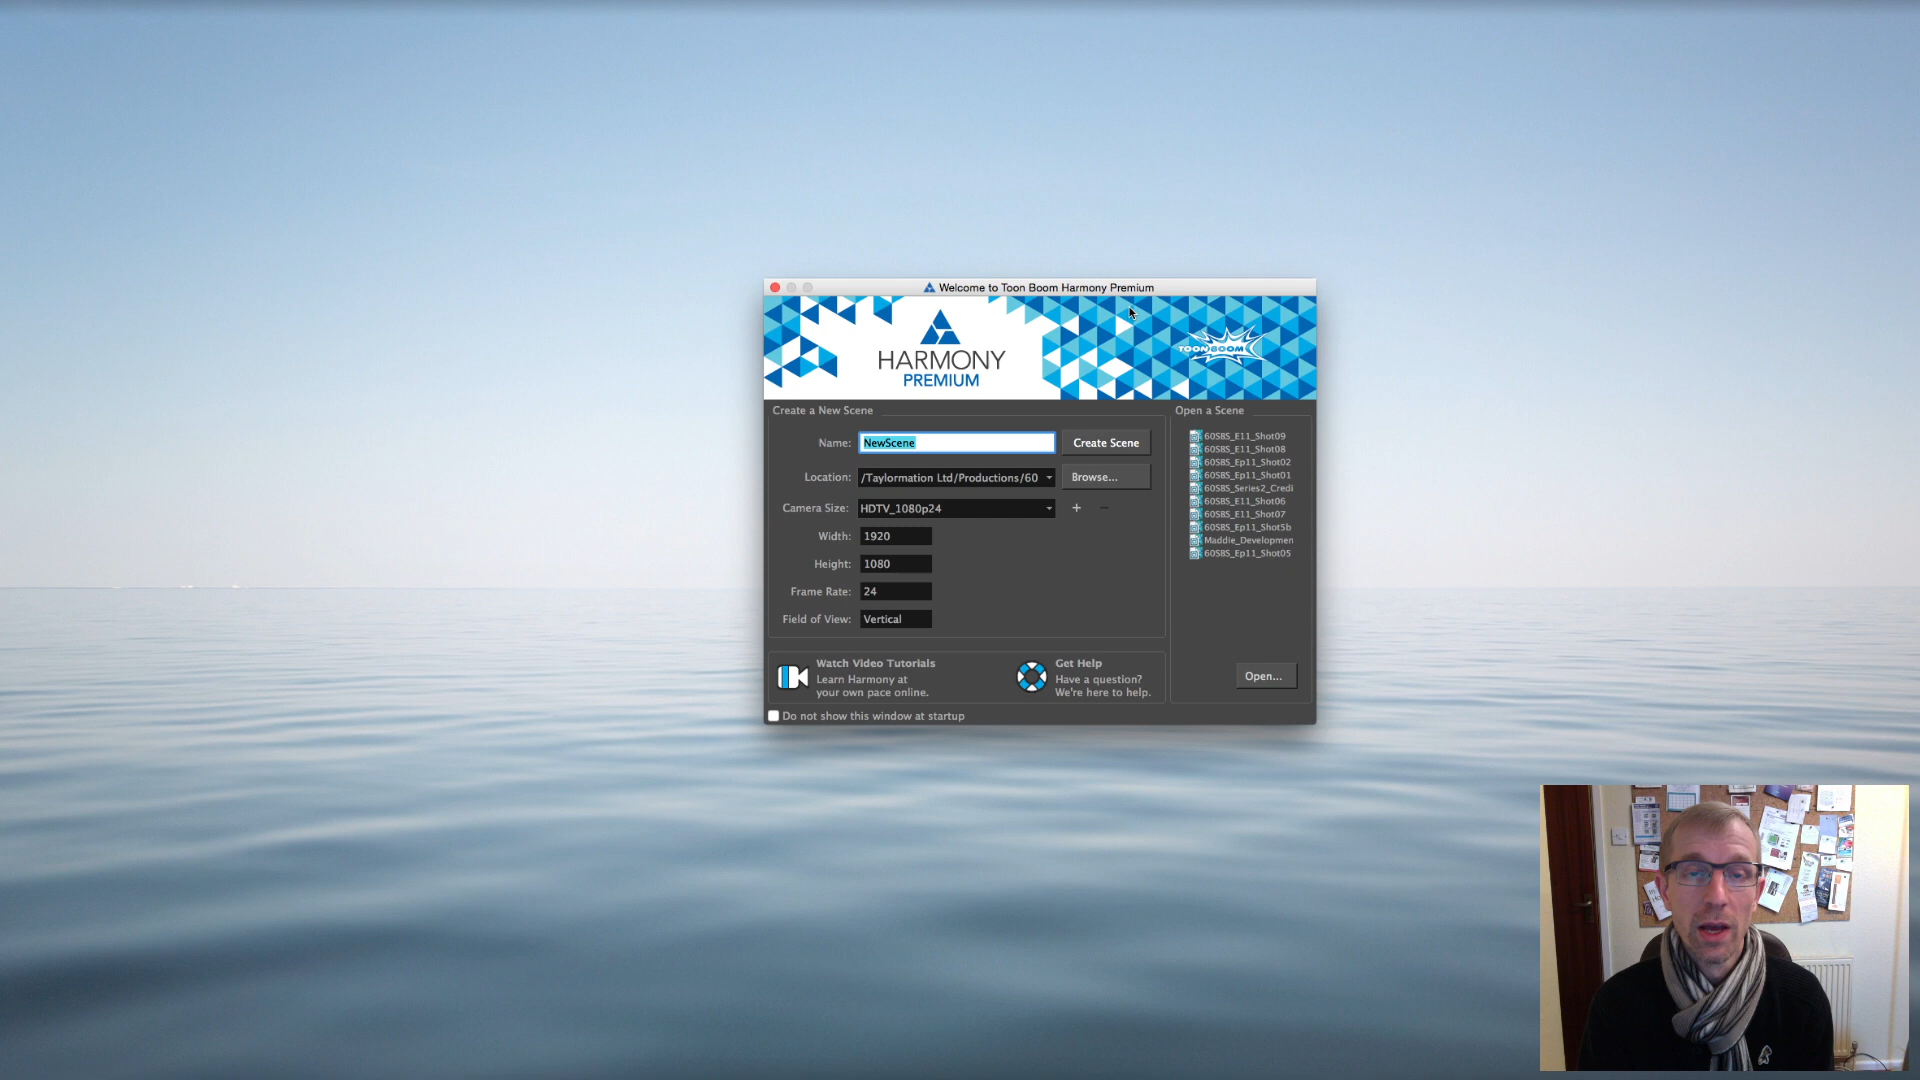 Welcome to Toon Boom Harmony Premium
HARMONY
PREMIUM
TOON BOOM
Create a New Scene
Name: NewScene Create Scene
Location: /Taylormation Ltd/Productions/60 Browse...
Camera Size: HDTV_1080p24 + −
Width: 1920
Height: 1080
Frame Rate: 24
Field of View: Vertical
Watch Video Tutorials
Learn Harmony at
your own pace online.
Get Help
Have a question?
We're here to help.
Do not show this window at startup
Open a Scene
60SBS_E11_Shot09
60SBS_E11_Shot08
60SBS_Ep11_Shot02
60SBS_Ep11_Shot01
60SBS_Series2_Credi
60SBS_E11_Shot06
60SBS_E11_Shot07
60SBS_Ep11_Shot5b
Maddie_Developmen
60SBS_Ep11_Shot05
Open...